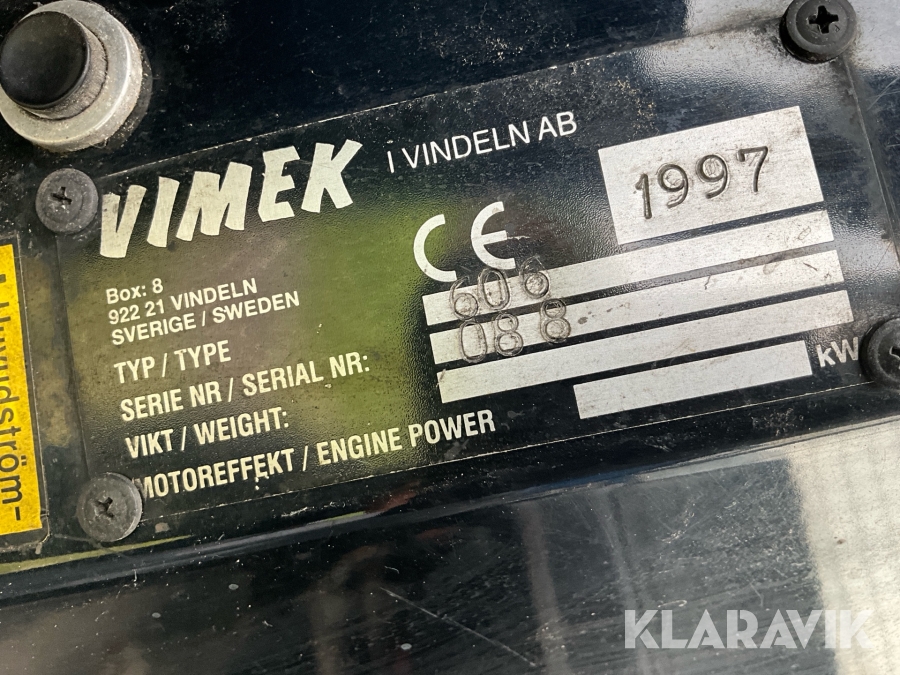 VIMEK I VINDELN AB
1997
CE
Box: 8
922 21 VINDELN
SVERIGE / SWEDEN
TYP / TYPE 606
SERIE NR / SERIAL NR: 088
VIKT / WEIGHT:
MOTOREFFEKT / ENGINE POWER kW
Huvudström-
KLARAVIK